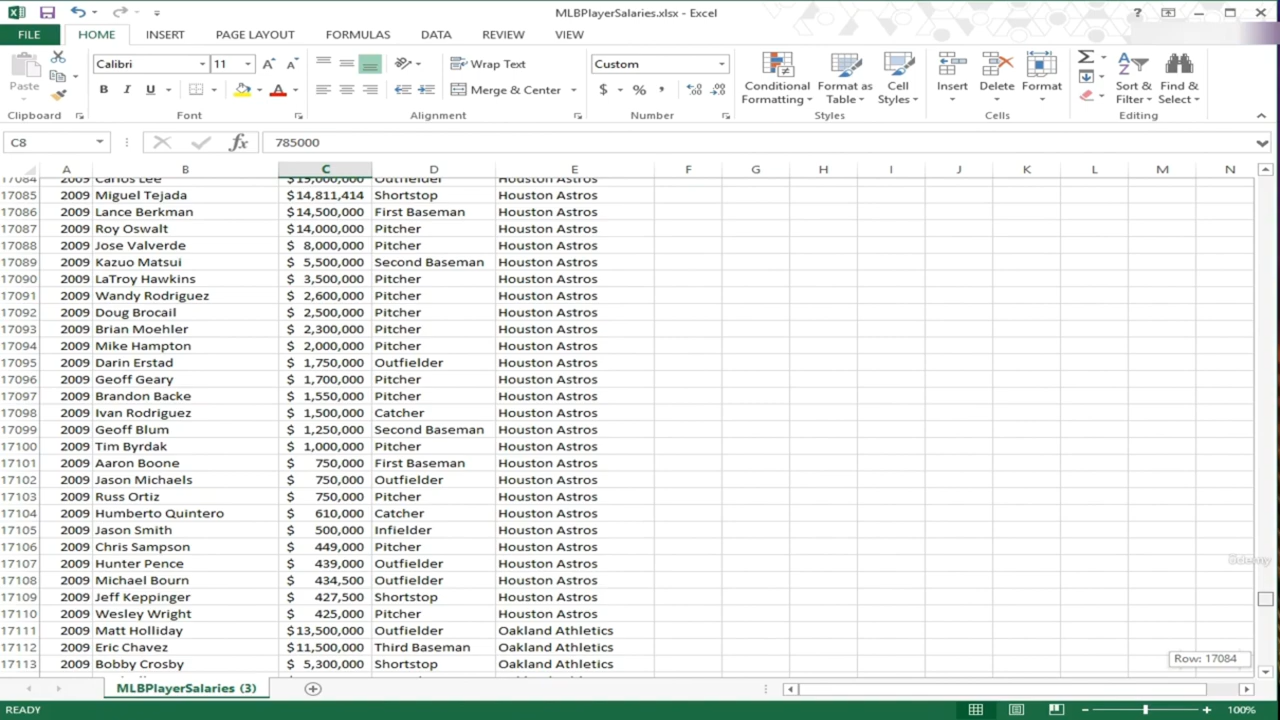 MLBPlayerSalaries.xlsx - Excel
FILE HOME INSERT PAGE LAYOUT FORMULAS DATA REVIEW VIEW
Paste Calibri 11 Wrap Text Custom
B I U Merge & Center $ % , Conditional Formatting Format as Table Cell Styles Insert Delete Format Sort & Filter Find & Select
Clipboard Font Alignment Number Styles Cells Editing
C8 fx 785000
A B C D E F G H I J K L M N
17084 2009 Carlos Lee $19,000,000 Outfielder Houston Astros
17085 2009 Miguel Tejada $14,811,414 Shortstop Houston Astros
17086 2009 Lance Berkman $14,500,000 First Baseman Houston Astros
17087 2009 Roy Oswalt $14,000,000 Pitcher Houston Astros
17088 2009 Jose Valverde $ 8,000,000 Pitcher Houston Astros
17089 2009 Kazuo Matsui $ 5,500,000 Second Baseman Houston Astros
17090 2009 LaTroy Hawkins $ 3,500,000 Pitcher Houston Astros
17091 2009 Wandy Rodriguez $ 2,600,000 Pitcher Houston Astros
17092 2009 Doug Brocail $ 2,500,000 Pitcher Houston Astros
17093 2009 Brian Moehler $ 2,300,000 Pitcher Houston Astros
17094 2009 Mike Hampton $ 2,000,000 Pitcher Houston Astros
17095 2009 Darin Erstad $ 1,750,000 Outfielder Houston Astros
17096 2009 Geoff Geary $ 1,700,000 Pitcher Houston Astros
17097 2009 Brandon Backe $ 1,550,000 Pitcher Houston Astros
17098 2009 Ivan Rodriguez $ 1,500,000 Catcher Houston Astros
17099 2009 Geoff Blum $ 1,250,000 Second Baseman Houston Astros
17100 2009 Tim Byrdak $ 1,000,000 Pitcher Houston Astros
17101 2009 Aaron Boone $ 750,000 First Baseman Houston Astros
17102 2009 Jason Michaels $ 750,000 Outfielder Houston Astros
17103 2009 Russ Ortiz $ 750,000 Pitcher Houston Astros
17104 2009 Humberto Quintero $ 610,000 Catcher Houston Astros
17105 2009 Jason Smith $ 500,000 Infielder Houston Astros
17106 2009 Chris Sampson $ 449,000 Pitcher Houston Astros
17107 2009 Hunter Pence $ 439,000 Outfielder Houston Astros
17108 2009 Michael Bourn $ 434,500 Outfielder Houston Astros
17109 2009 Jeff Keppinger $ 427,500 Shortstop Houston Astros
17110 2009 Wesley Wright $ 425,000 Pitcher Houston Astros
17111 2009 Matt Holliday $13,500,000 Outfielder Oakland Athletics
17112 2009 Eric Chavez $11,500,000 Third Baseman Oakland Athletics
17113 2009 Bobby Crosby $ 5,300,000 Shortstop Oakland Athletics
Udemy
Row: 17084
MLBPlayerSalaries (3)
READY 100%